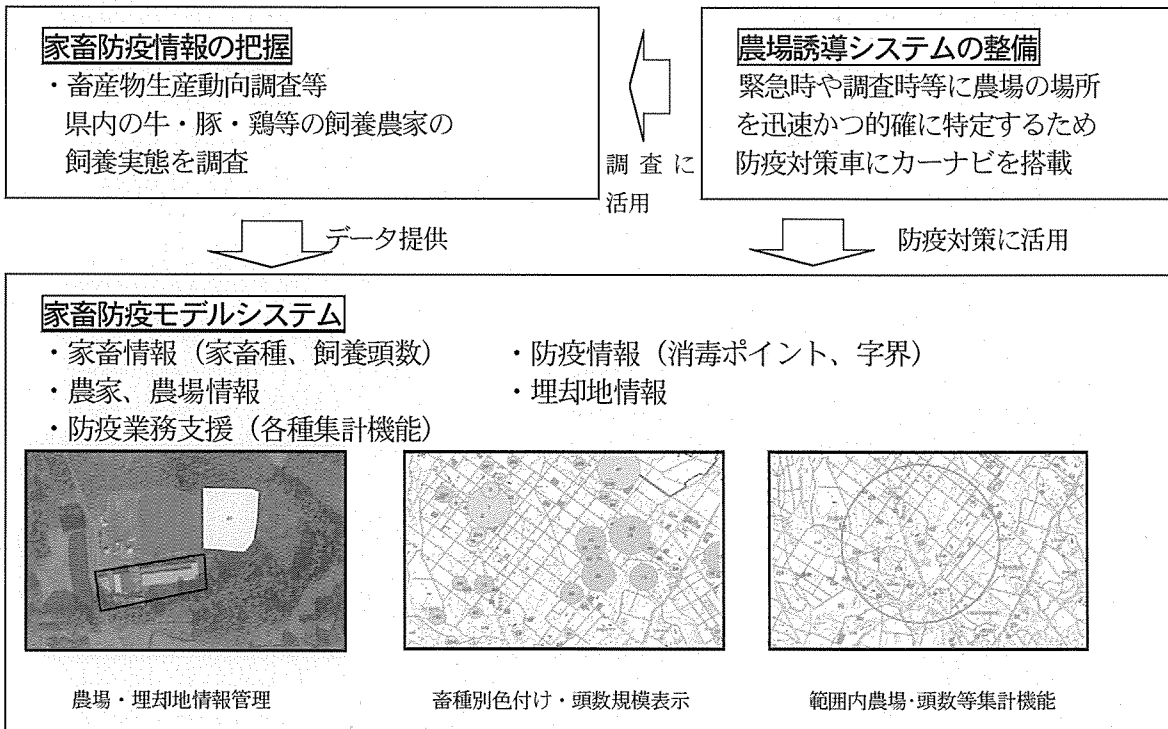 家畜防疫情報の把握
・畜産物生産動向調査等
県内の牛・豚・鶏等の飼養農家の
飼養実態を調査
調査に
活用
農場誘導システムの整備
緊急時や調査時等に農場の場所
を迅速かつ的確に特定するため
防疫対策車にカーナビを搭載
データ提供
防疫対策に活用
家畜防疫モデルシステム
・家畜情報（家畜種、飼養頭数）
・防疫情報（消毒ポイント、字界）
・農家、農場情報
・埋却地情報
・防疫業務支援（各種集計機能）
農場・埋却地情報管理
畜種別色付け・頭数規模表示
範囲内農場・頭数等集計機能